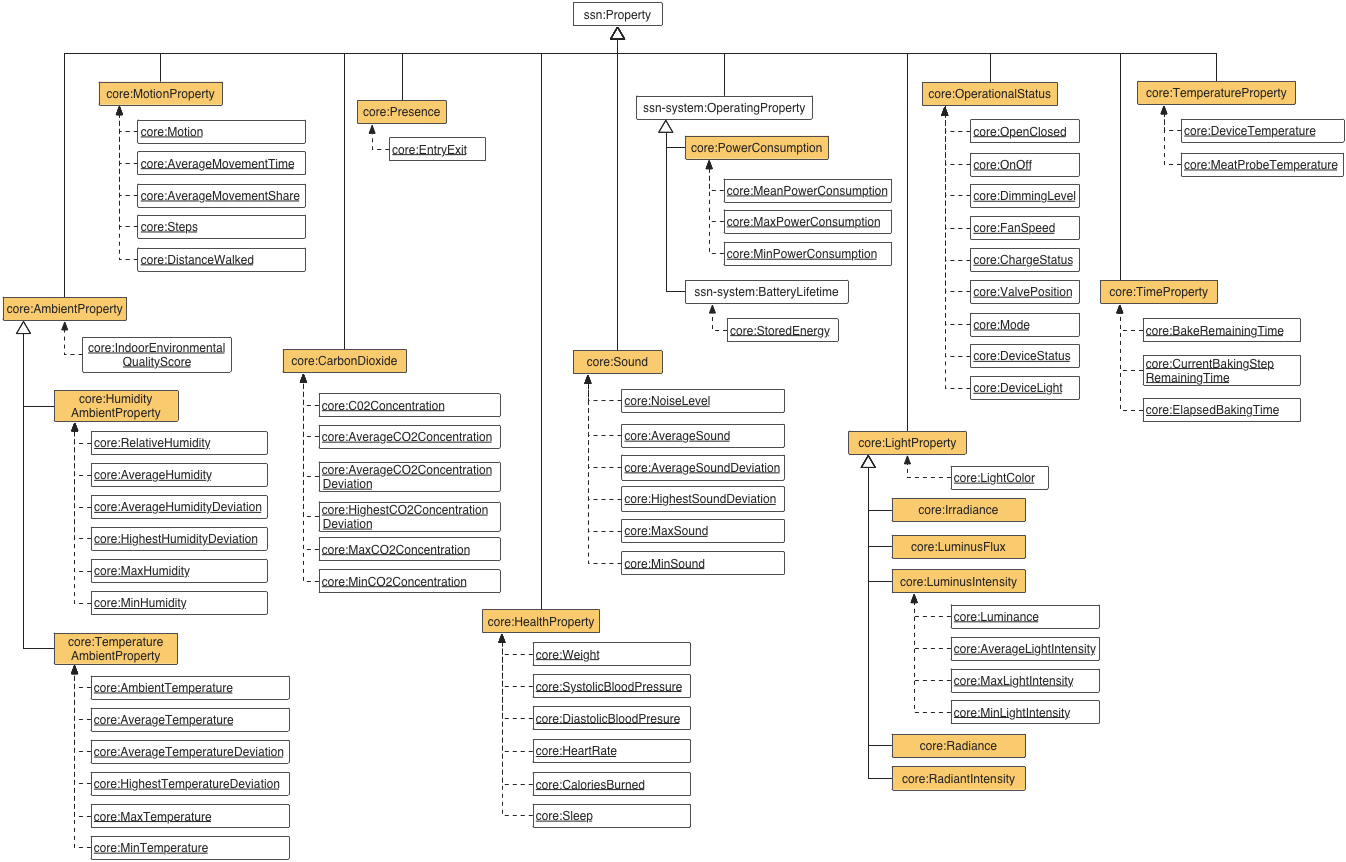 ssn:Property
core:MotionProperty
core:Motion
core:AverageMovementTime
core:AverageMovementShare
core:Steps
core:DistanceWalked
core:Presence
core:EntryExit
ssn-system:OperatingProperty
core:PowerConsumption
core:MeanPowerConsumption
core:MaxPowerConsumption
core:MinPowerConsumption
ssn-system:BatteryLifetime
core:StoredEnergy
core:OperationalStatus
core:OpenClosed
core:OnOff
core:DimmingLevel
core:FanSpeed
core:ChargeStatus
core:ValvePosition
core:Mode
core:DeviceStatus
core:DeviceLight
core:TemperatureProperty
core:DeviceTemperature
core:MeatProbeTemperature
core:AmbientProperty
core:IndoorEnvironmental
QualityScore
core:Humidity
AmbientProperty
core:RelativeHumidity
core:AverageHumidity
core:AverageHumidityDeviation
core:HighestHumidityDeviation
core:MaxHumidity
core:MinHumidity
core:Temperature
AmbientProperty
core:AmbientTemperature
core:AverageTemperature
core:AverageTemperatureDeviation
core:HighestTemperatureDeviation
core:MaxTemperature
core:MinTemperature
core:CarbonDioxide
core:C02Concentration
core:AverageCO2Concentration
core:AverageCO2Concentration
Deviation
core:HighestCO2Concentration
Deviation
core:MaxCO2Concentration
core:MinCO2Concentration
core:HealthProperty
core:Weight
core:SystolicBloodPressure
core:DiastolicBloodPresure
core:HeartRate
core:CaloriesBurned
core:Sleep
core:Sound
core:NoiseLevel
core:AverageSound
core:AverageSoundDeviation
core:HighestSoundDeviation
core:MaxSound
core:MinSound
core:LightProperty
core:LightColor
core:Irradiance
core:LuminusFlux
core:LuminusIntensity
core:Luminance
core:AverageLightIntensity
core:MaxLightIntensity
core:MinLightIntensity
core:Radiance
core:RadiantIntensity
core:TimeProperty
core:BakeRemainingTime
core:CurrentBakingStep
RemainingTime
core:ElapsedBakingTime